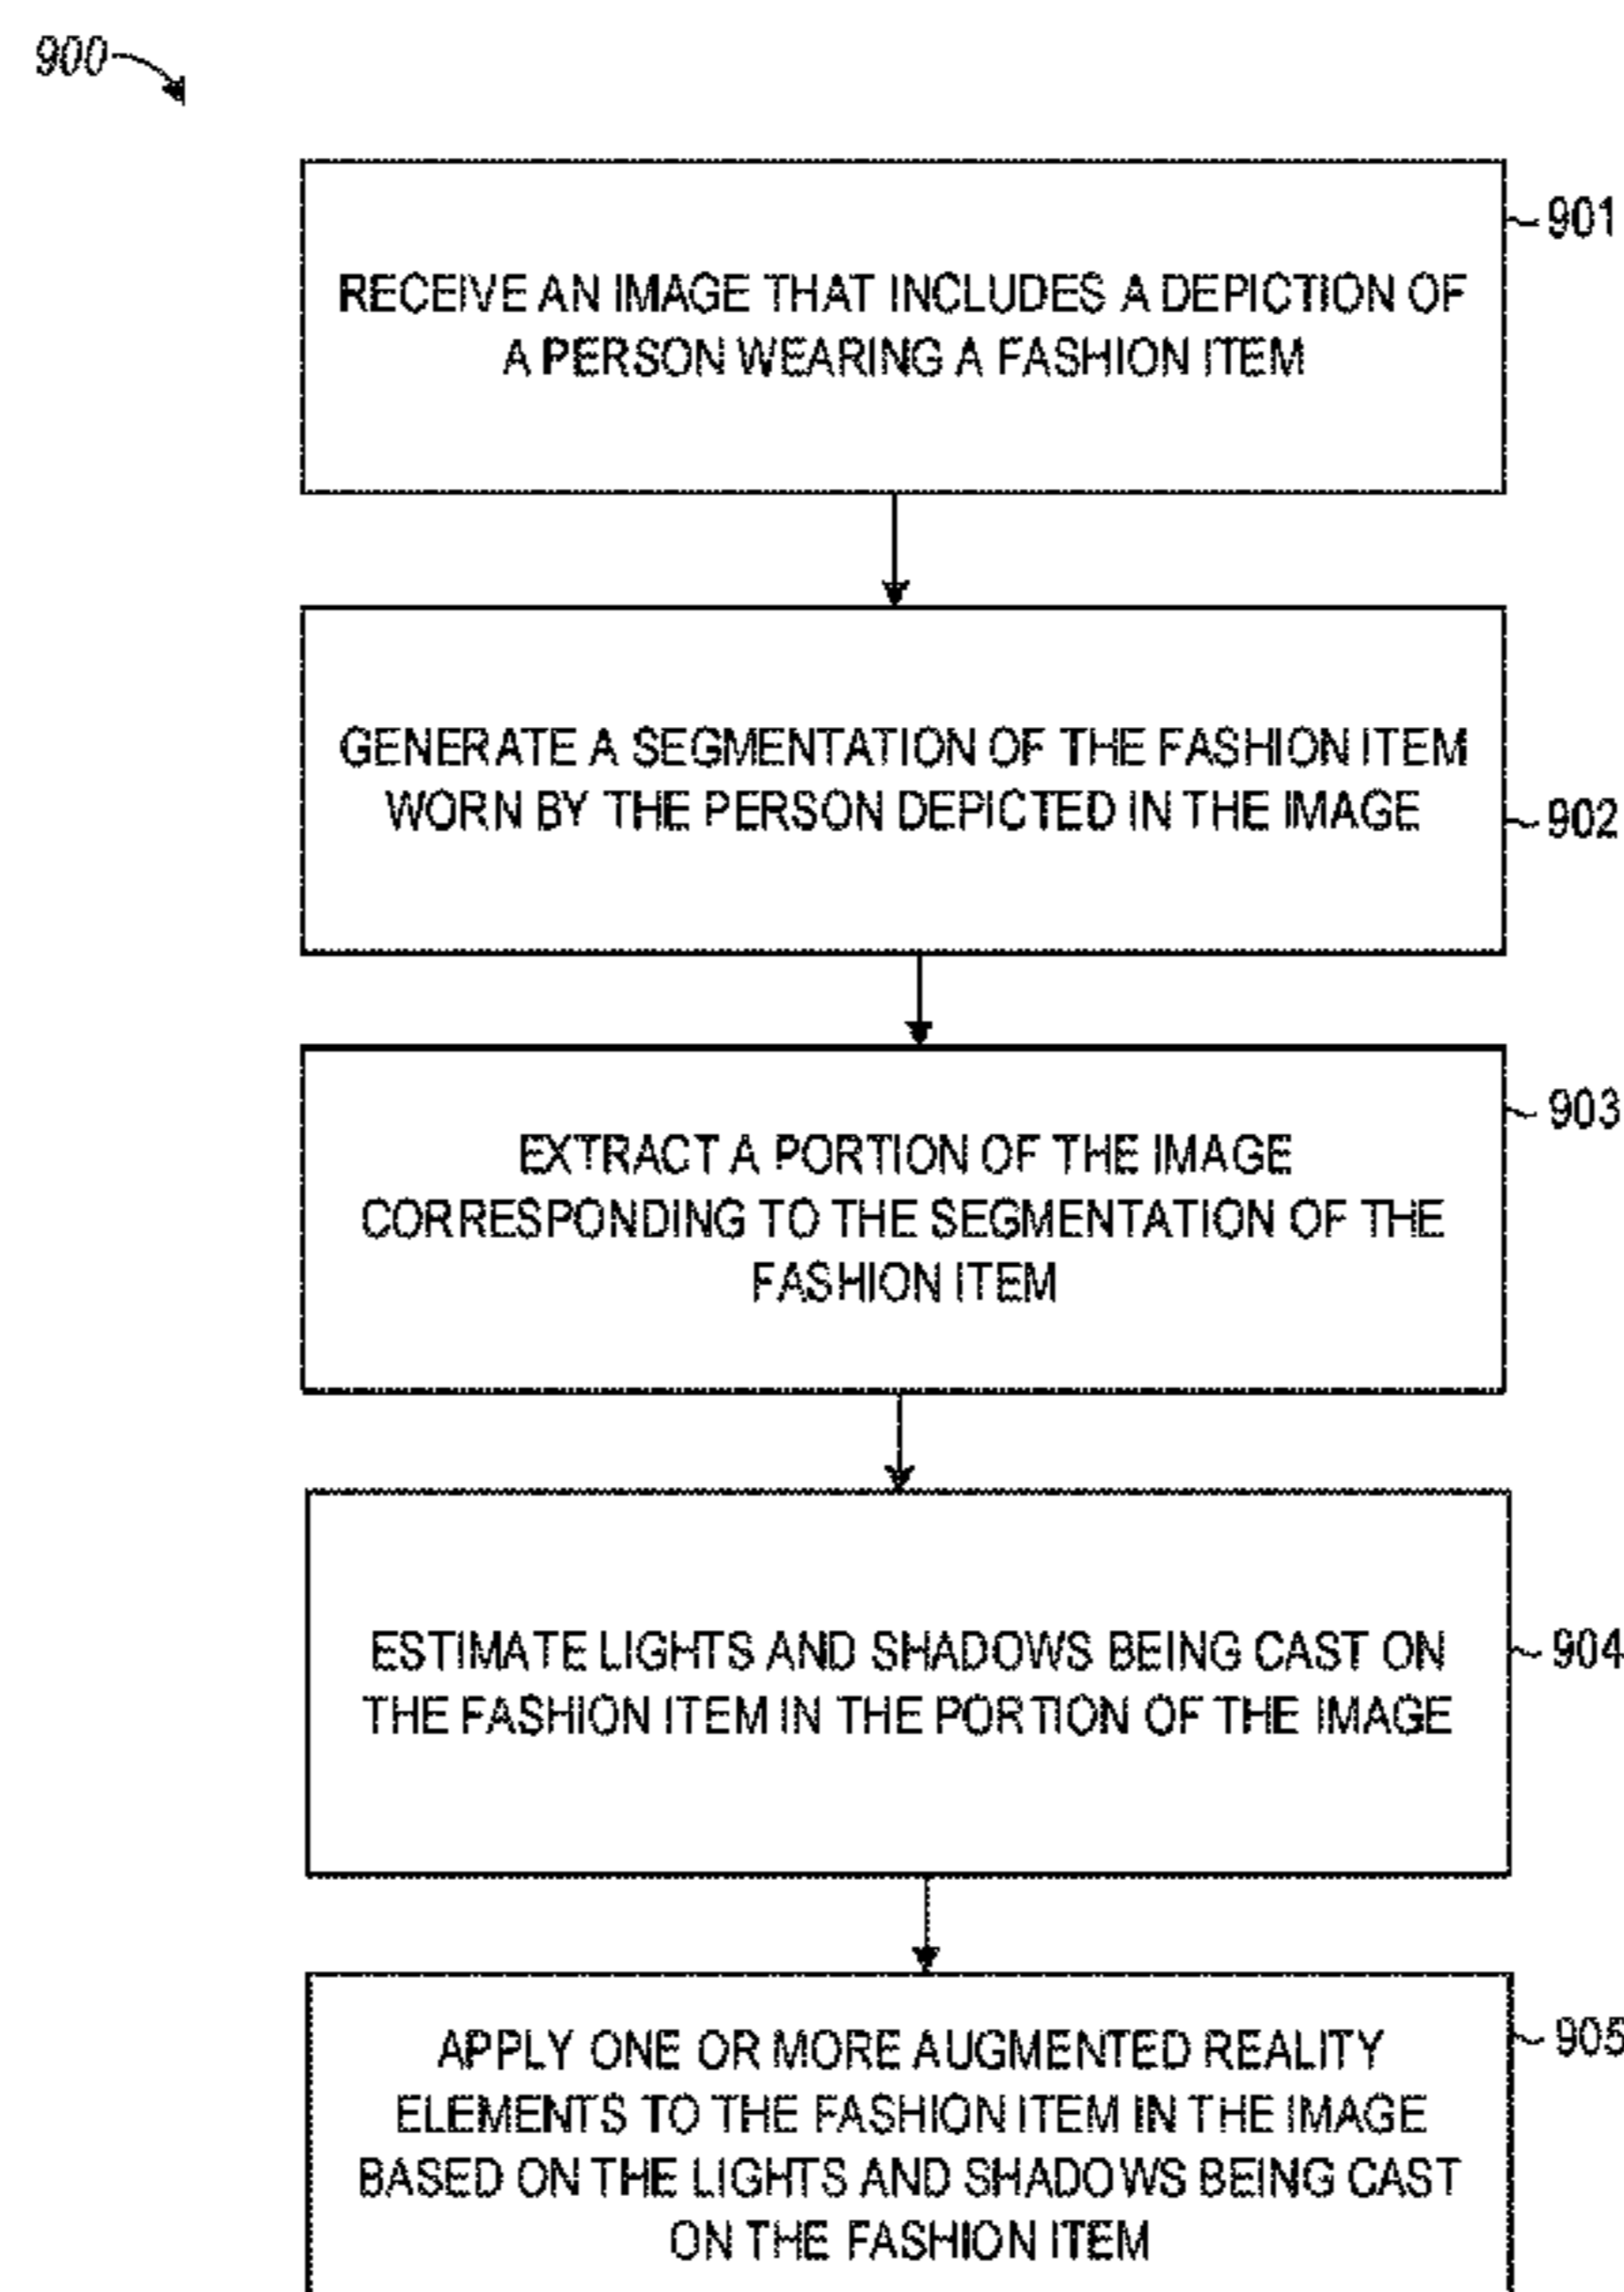 900
901
RECEIVE AN IMAGE THAT INCLUDES A DEPICTION OF
A PERSON WEARING A FASHION ITEM
GENERATE A SEGMENTATION OF THE FASHION ITEM
WORN BY THE PERSON DEPICTED IN THE IMAGE
902
903
EXTRACT A PORTION OF THE IMAGE
CORRESPONDING TO THE SEGMENTATION OF THE
FASHION ITEM
ESTIMATE LIGHTS AND SHADOWS BEING CAST ON
904
THE FASHION ITEM IN THE PORTION OF THE IMAGE
905
APPLY ONE OR MORE AUGMENTED REALITY
ELEMENTS TO THE FASHION ITEM IN THE IMAGE
BASED ON THE LIGHTS AND SHADOWS BEING CAST
ON THE FASHION ITEM